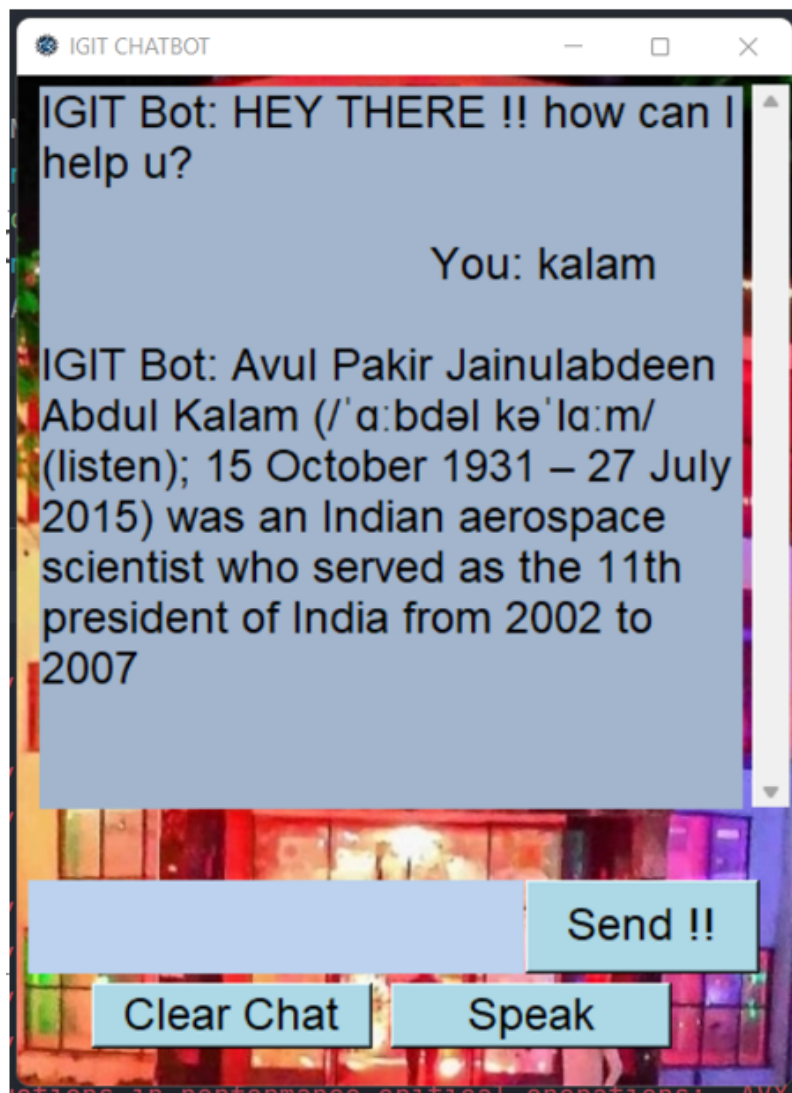 IGIT CHATBOT
IGIT Bot: HEY THERE !! how can I
help u?
You: kalam
IGIT Bot: Avul Pakir Jainulabdeen
Abdul Kalam (/ˈɑːbdəl kəˈlɑːm/
(listen); 15 October 1931 – 27 July
2015) was an Indian aerospace
scientist who served as the 11th
president of India from 2002 to
2007
Send !!
Clear Chat
Speak